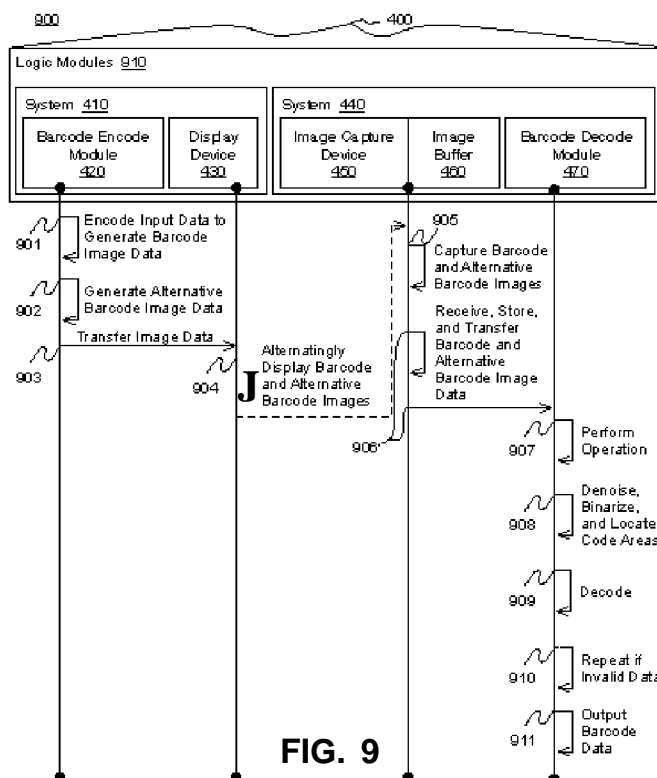 900
400
Logic Modules 910
System 410
System 440
Barcode Encode
Module
420
Display
Device
430
Image Capture
Device
450
Image
Buffer
460
Barcode Decode
Module
470
901
Encode Input Data to
Generate Barcode
Image Data
902
Generate Alternative
Barcode Image Data
Transfer Image Data
903
904
J
Alternatingly
Display Barcode
and Alternative
Barcode Images
905
Capture Barcode
and Alternative
Barcode Images
Receive, Store,
and Transfer
Barcode and
Alternative
Barcode Image
Data
906
907
Perform
Operation
908
Denoise,
Binarize,
and Locate
Code Areas
909
Decode
910
Repeat if
Invalid Data
911
Output
Barcode
Data
FIG. 9